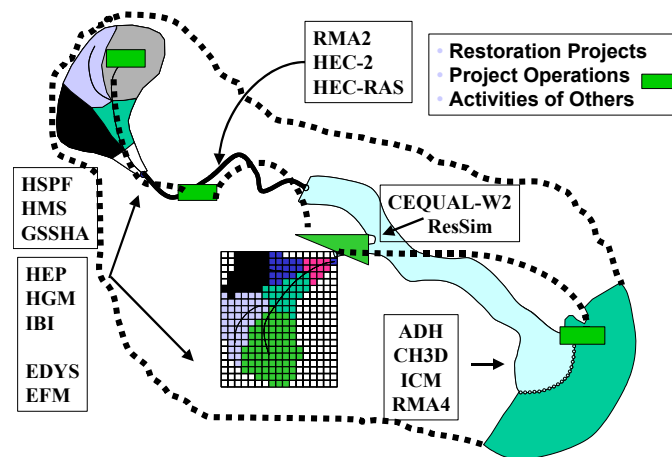 RMA2
HEC-2
HEC-RAS
Restoration Projects
Project Operations
Activities of Others
HSPF
HMS
GSSHA
CEQUAL-W2
ResSim
HEP
HGM
IBI
EDYS
EFM
ADH
CH3D
ICM
RMA4